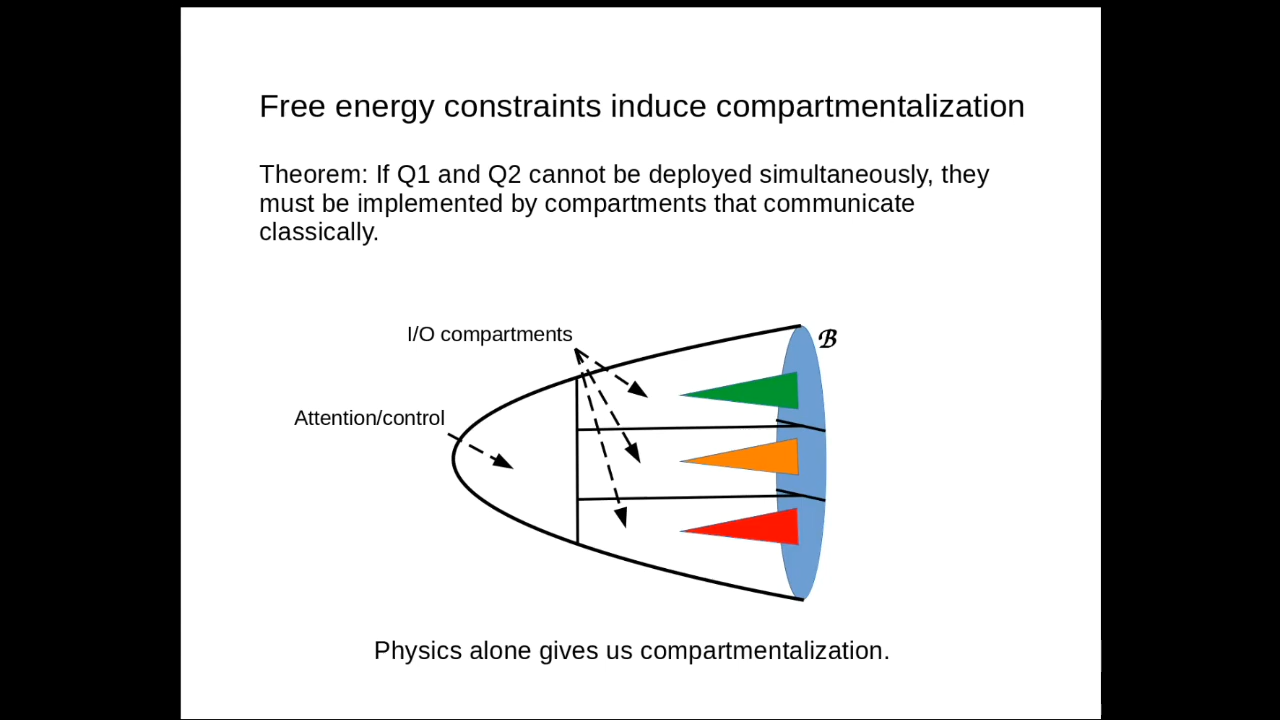 Free energy constraints induce compartmentalization
Theorem: If Q1 and Q2 cannot be deployed simultaneously, they
must be implemented by compartments that communicate
classically.
I/O compartments
ℬ
Attention/control
Physics alone gives us compartmentalization.